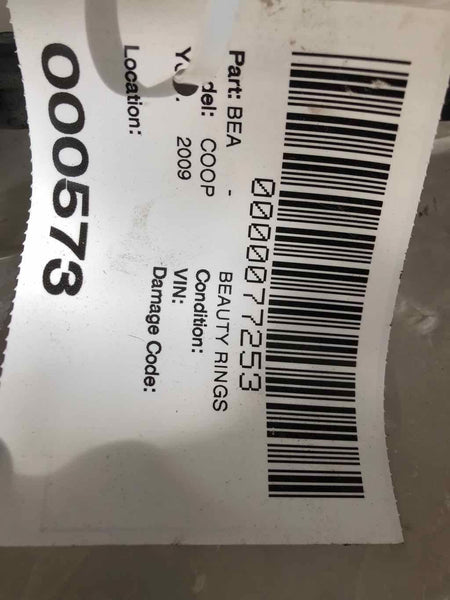 0000077253
Part: BEA - BEAUTY RINGS
del: COOP Condition:
2009 VIN:
Location: Damage Code:
000573